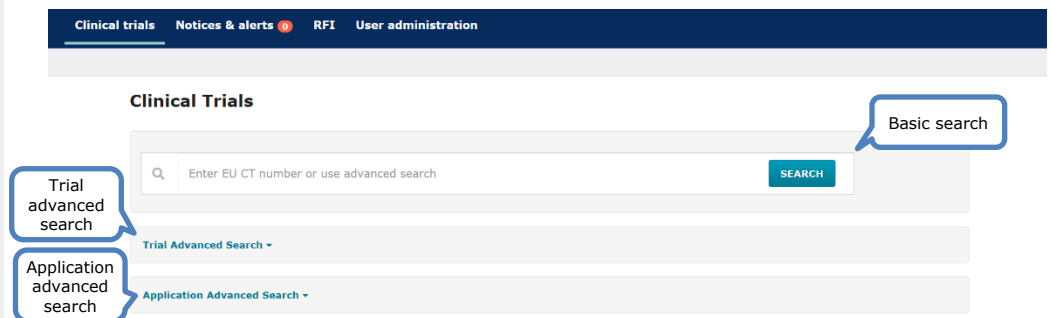 Clinical trials Notices & alerts 0 RFI User administration
Clinical Trials
Basic search
Enter EU CT number or use advanced search SEARCH
Trial
advanced
search
Trial Advanced Search
Application
advanced
search
Application Advanced Search